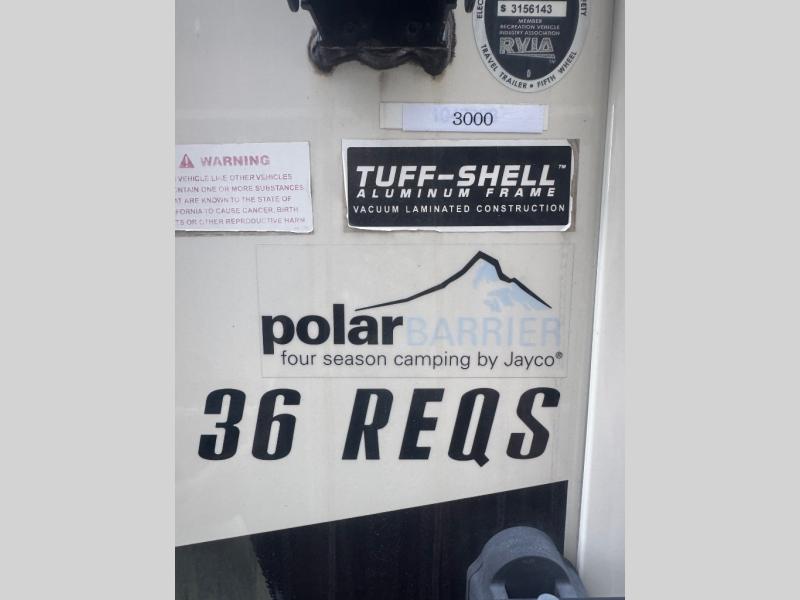 S 3156143
MEMBER
RECREATION VEHICLE
INDUSTRY ASSOCIATION
RVIA
TRAVEL TRAILER • FIFTH WHEEL
3000
WARNING
VEHICLE LIKE OTHER VEHICLES
NTAIN ONE OR MORE SUBSTANCES
AT ARE KNOWN TO THE STATE OF
FORNIA TO CAUSE CANCER, BIRTH
TS OR OTHER REPRODUCTIVE HARM
TUFF-SHELL™
ALUMINUM FRAME
VACUUM LAMINATED CONSTRUCTION
polarBARRIER
four season camping by Jayco®
36 REQS